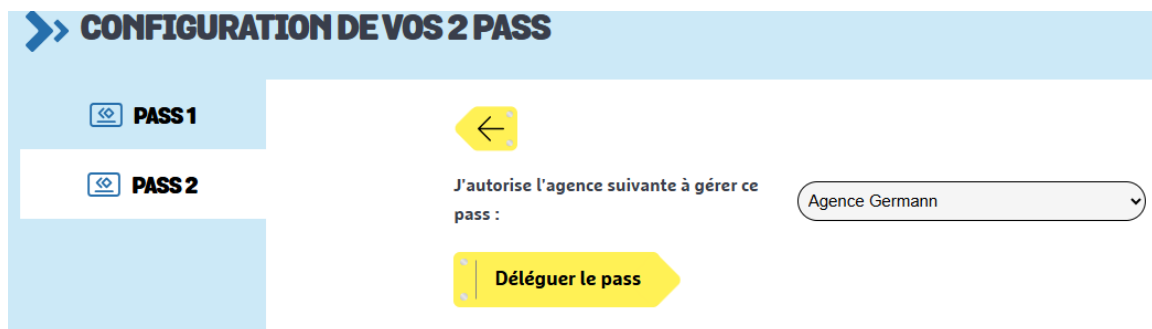 CONFIGURATION DE VOS 2 PASS
PASS 1
PASS 2
J'autorise l'agence suivante à gérer ce
pass :
Agence Germann
Déléguer le pass